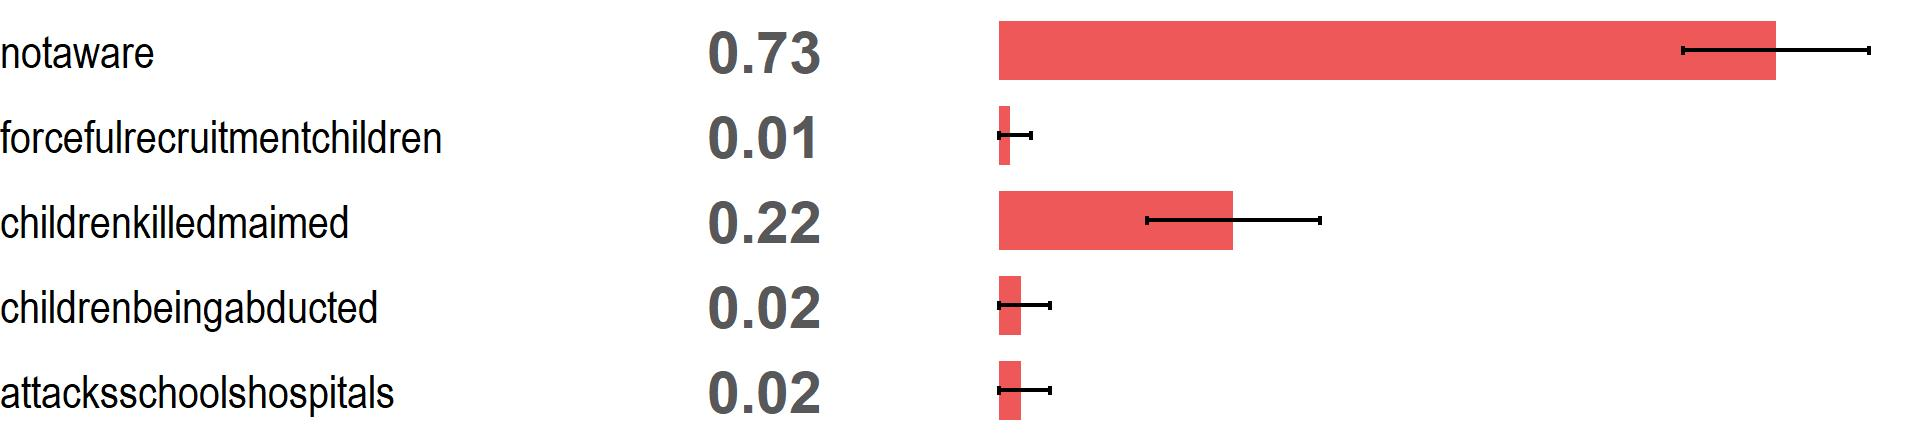 notaware 0.73
forcefulrecruitmentchildren 0.01
childrenkilledmaimed 0.22
childrenbeingabducted 0.02
attacksschoolshospitals 0.02